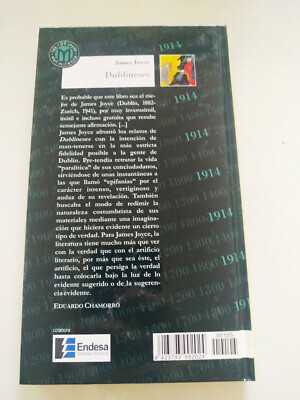 James Joyce
Dublineses
1914
Es probable que este libro sea el me-
jor de James Joyce (Dublín, 1882-
Zurich, 1941), por muy inverosímil,
inútil e incluso gratuita que resulte
semejante afirmación. [...]
James Joyce afrontó los relatos de
Dublineses con la intención de
man-tenerse en la más estricta
fidelidad posible a la gente de
Dublín. Pre-tendía retratar la vida
“paralítica” de sus conciudadanos,
sirviéndose de unas instantáneas a
las que llamó “epifanías” por el
carácter intenso, vertiginoso y
audaz de su revelación. También
buscaba el modo de redimir la
naturaleza costumbrista de sus
materiales mediante una imagina-
ción que hiciera evidente un cierto
tipo de verdad. Para James Joyce, la
literatura tiene mucho más que ver
con la verdad que con el artificio
literario, por más que sea éste, el
artificio, el que persiga la verdad
hasta colocarla bajo la luz de lo
evidente sugerido o de la sugeren-
cia evidente.
EDUARDO CHAMORRO
1914
1914
1914
1914
1914
1914
colabora
Endesa
00100